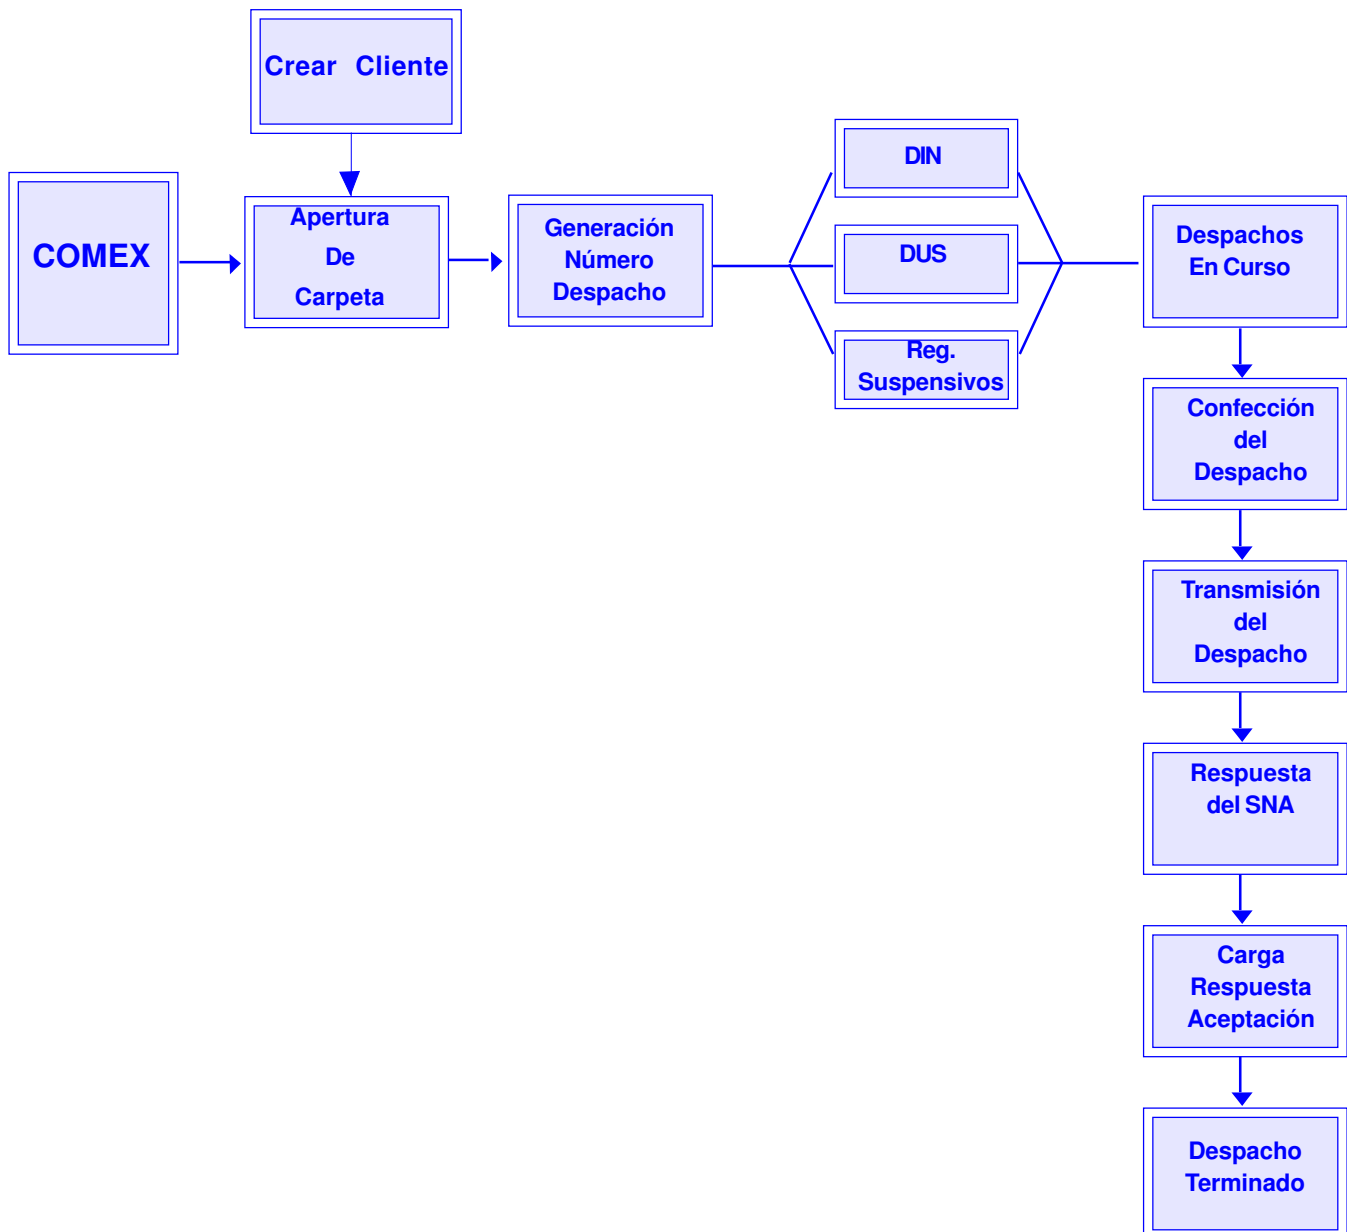 Crear Cliente
COMEX
Apertura
De
Carpeta
Generación
Número
Despacho
DIN
DUS
Reg.
Suspensivos
Despachos
En Curso
Confección
del
Despacho
Transmisión
del
Despacho
Respuesta
del SNA
Carga
Respuesta
Aceptación
Despacho
Terminado